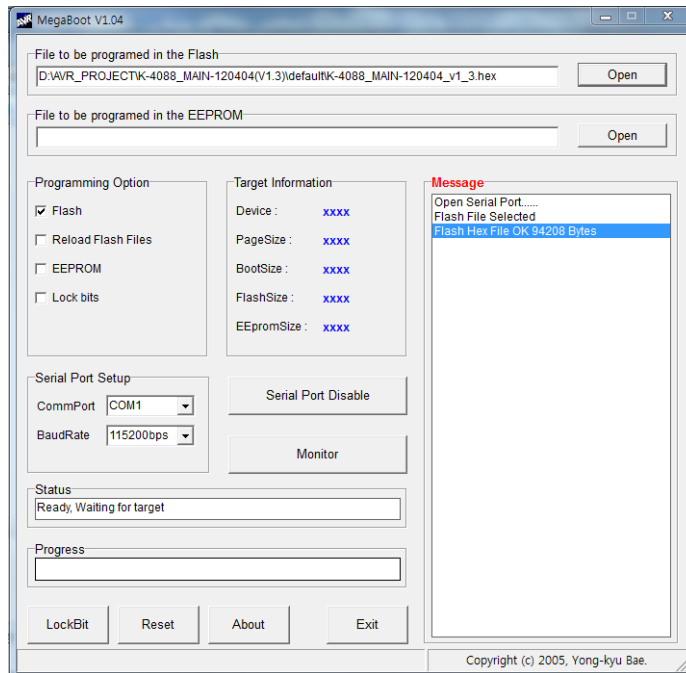 AVR MegaBoot V1.04
File to be programed in the Flash
D:\AVR_PROJECT\K-4088_MAIN-120404(V1.3)\default\K-4088_MAIN-120404_v1_3.hex
Open
File to be programed in the EEPROM
Open
Programming Option
Flash
Reload Flash Files
EEPROM
Lock bits
Target Information
Device : xxxx
PageSize : xxxx
BootSize : xxxx
FlashSize : xxxx
EEpromSize : xxxx
Message
Open Serial Port......
Flash File Selected
Flash Hex File OK 94208 Bytes
Serial Port Setup
CommPort COM1
BaudRate 115200bps
Serial Port Disable
Monitor
Status
Ready, Waiting for target
Progress
LockBit
Reset
About
Exit
Copyright (c) 2005, Yong-kyu Bae.